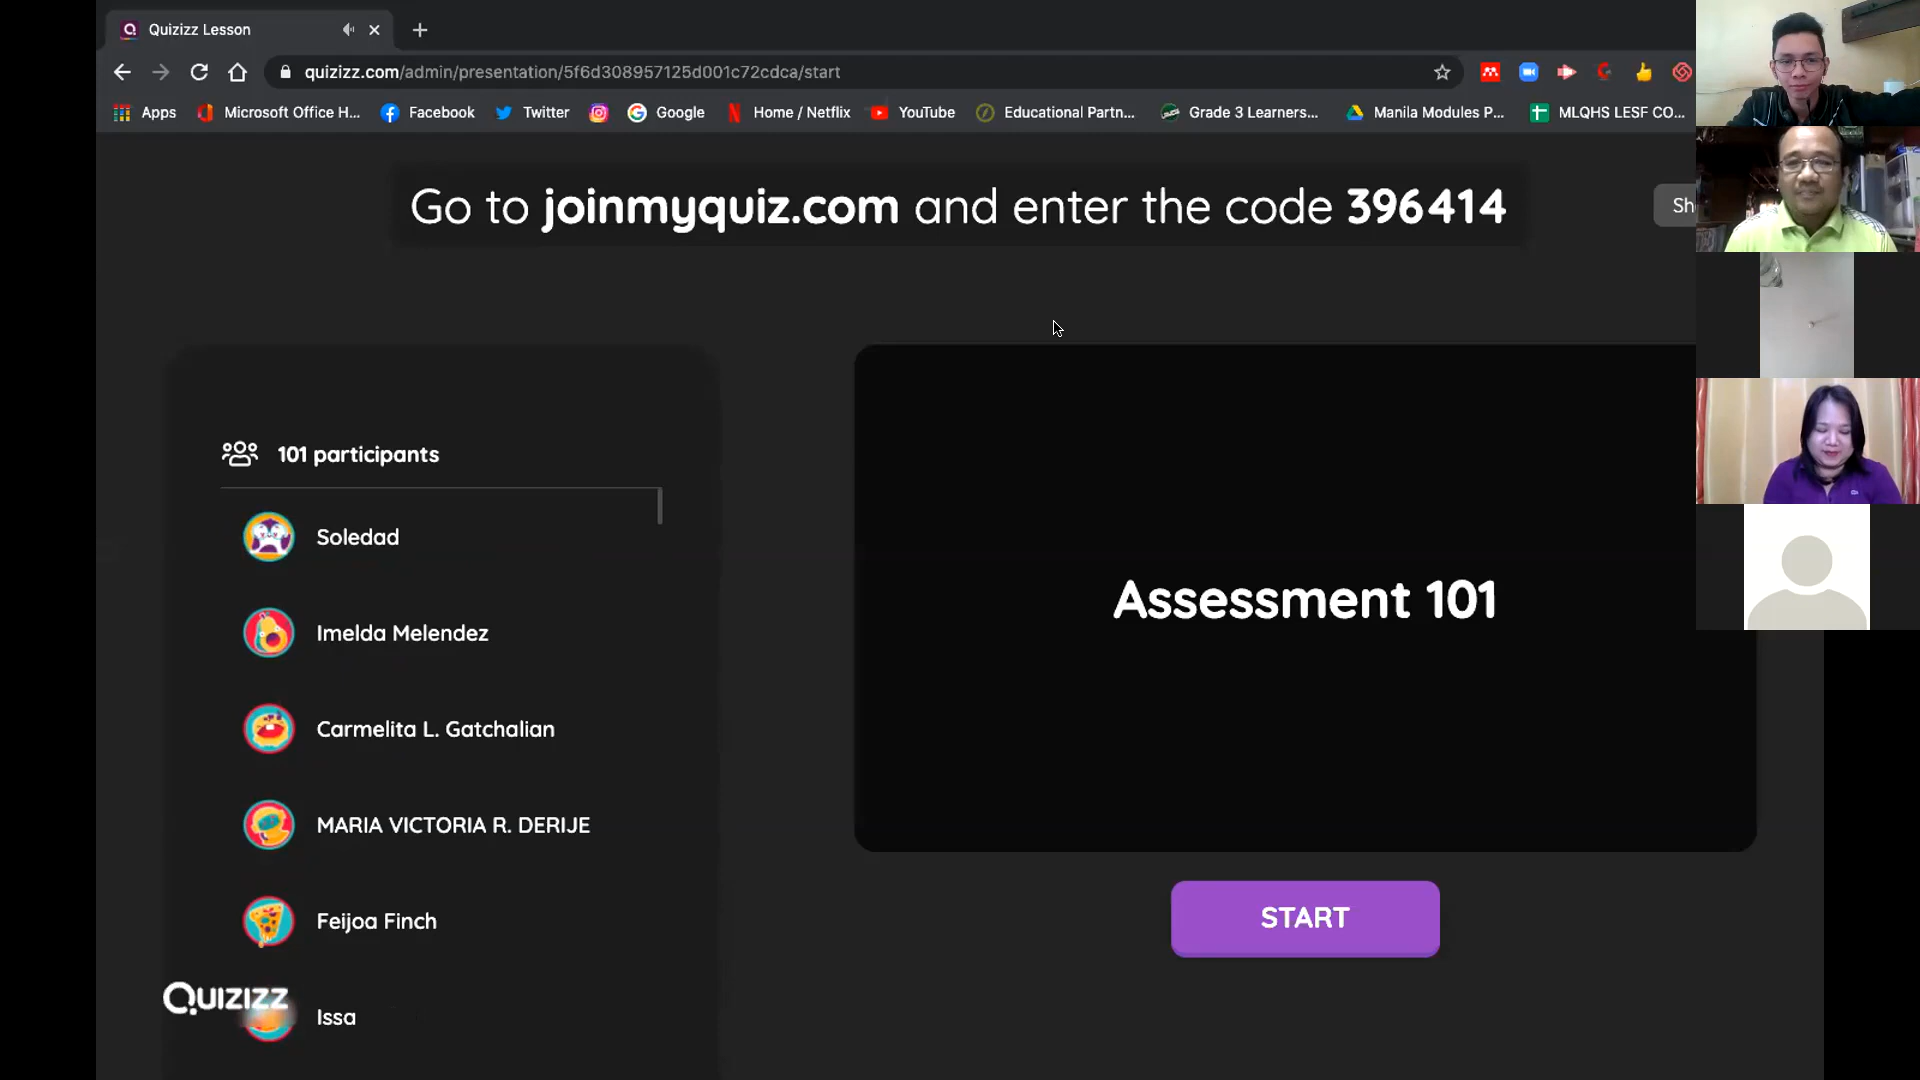 Quizizz Lesson
quizizz.com/admin/presentation/5f6d308957125d001c72cdca/start
Apps Microsoft Office H... Facebook Twitter Google Home / Netflix YouTube Educational Partn... Grade 3 Learners... Manila Modules P... MLQHS LESF CO...
Go to joinmyquiz.com and enter the code 396414
Sh
101 participants
Soledad
Imelda Melendez
Carmelita L. Gatchalian
MARIA VICTORIA R. DERIJE
Feijoa Finch
Issa
Quizizz
Assessment 101
START